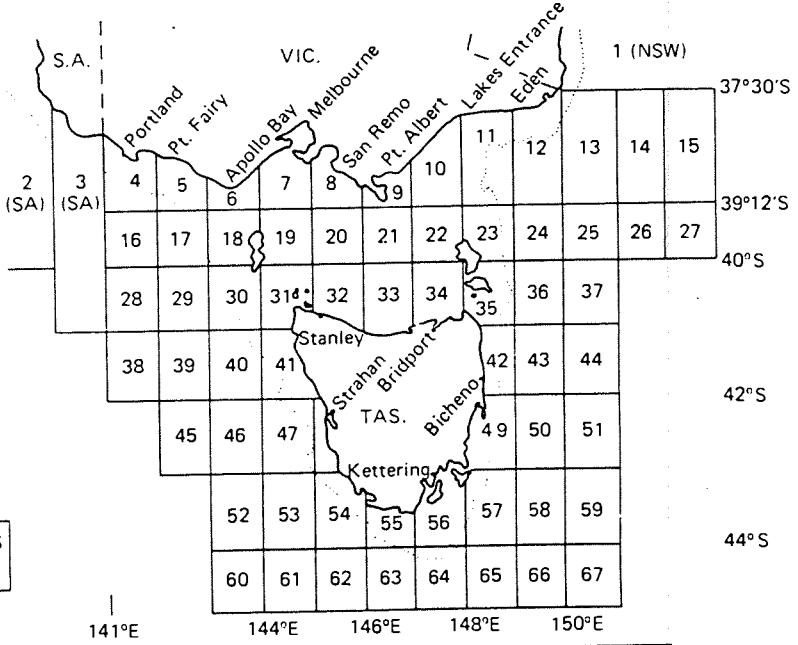 S.A.
VIC.
1 (NSW)
Portland
Pt. Fairy
Apollo Bay
Melbourne
San Remo
Pt. Albert
Lakes Entrance
Eden
37°30'S
2 (SA)
3 (SA)
4 5 6 7 8 9 10 11 12 13 14 15
39°12'S
16 17 18 19 20 21 22 23 24 25 26 27
40°S
28 29 30 31 32 33 34 35 36 37
Stanley
38 39 40 41 42 43 44
Strahan
Bridport
TAS.
Bicheno
42°S
45 46 47 49 50 51
Kettering
52 53 54 55 56 57 58 59
44°S
60 61 62 63 64 65 66 67
141°E 144°E 146°E 148°E 150°E